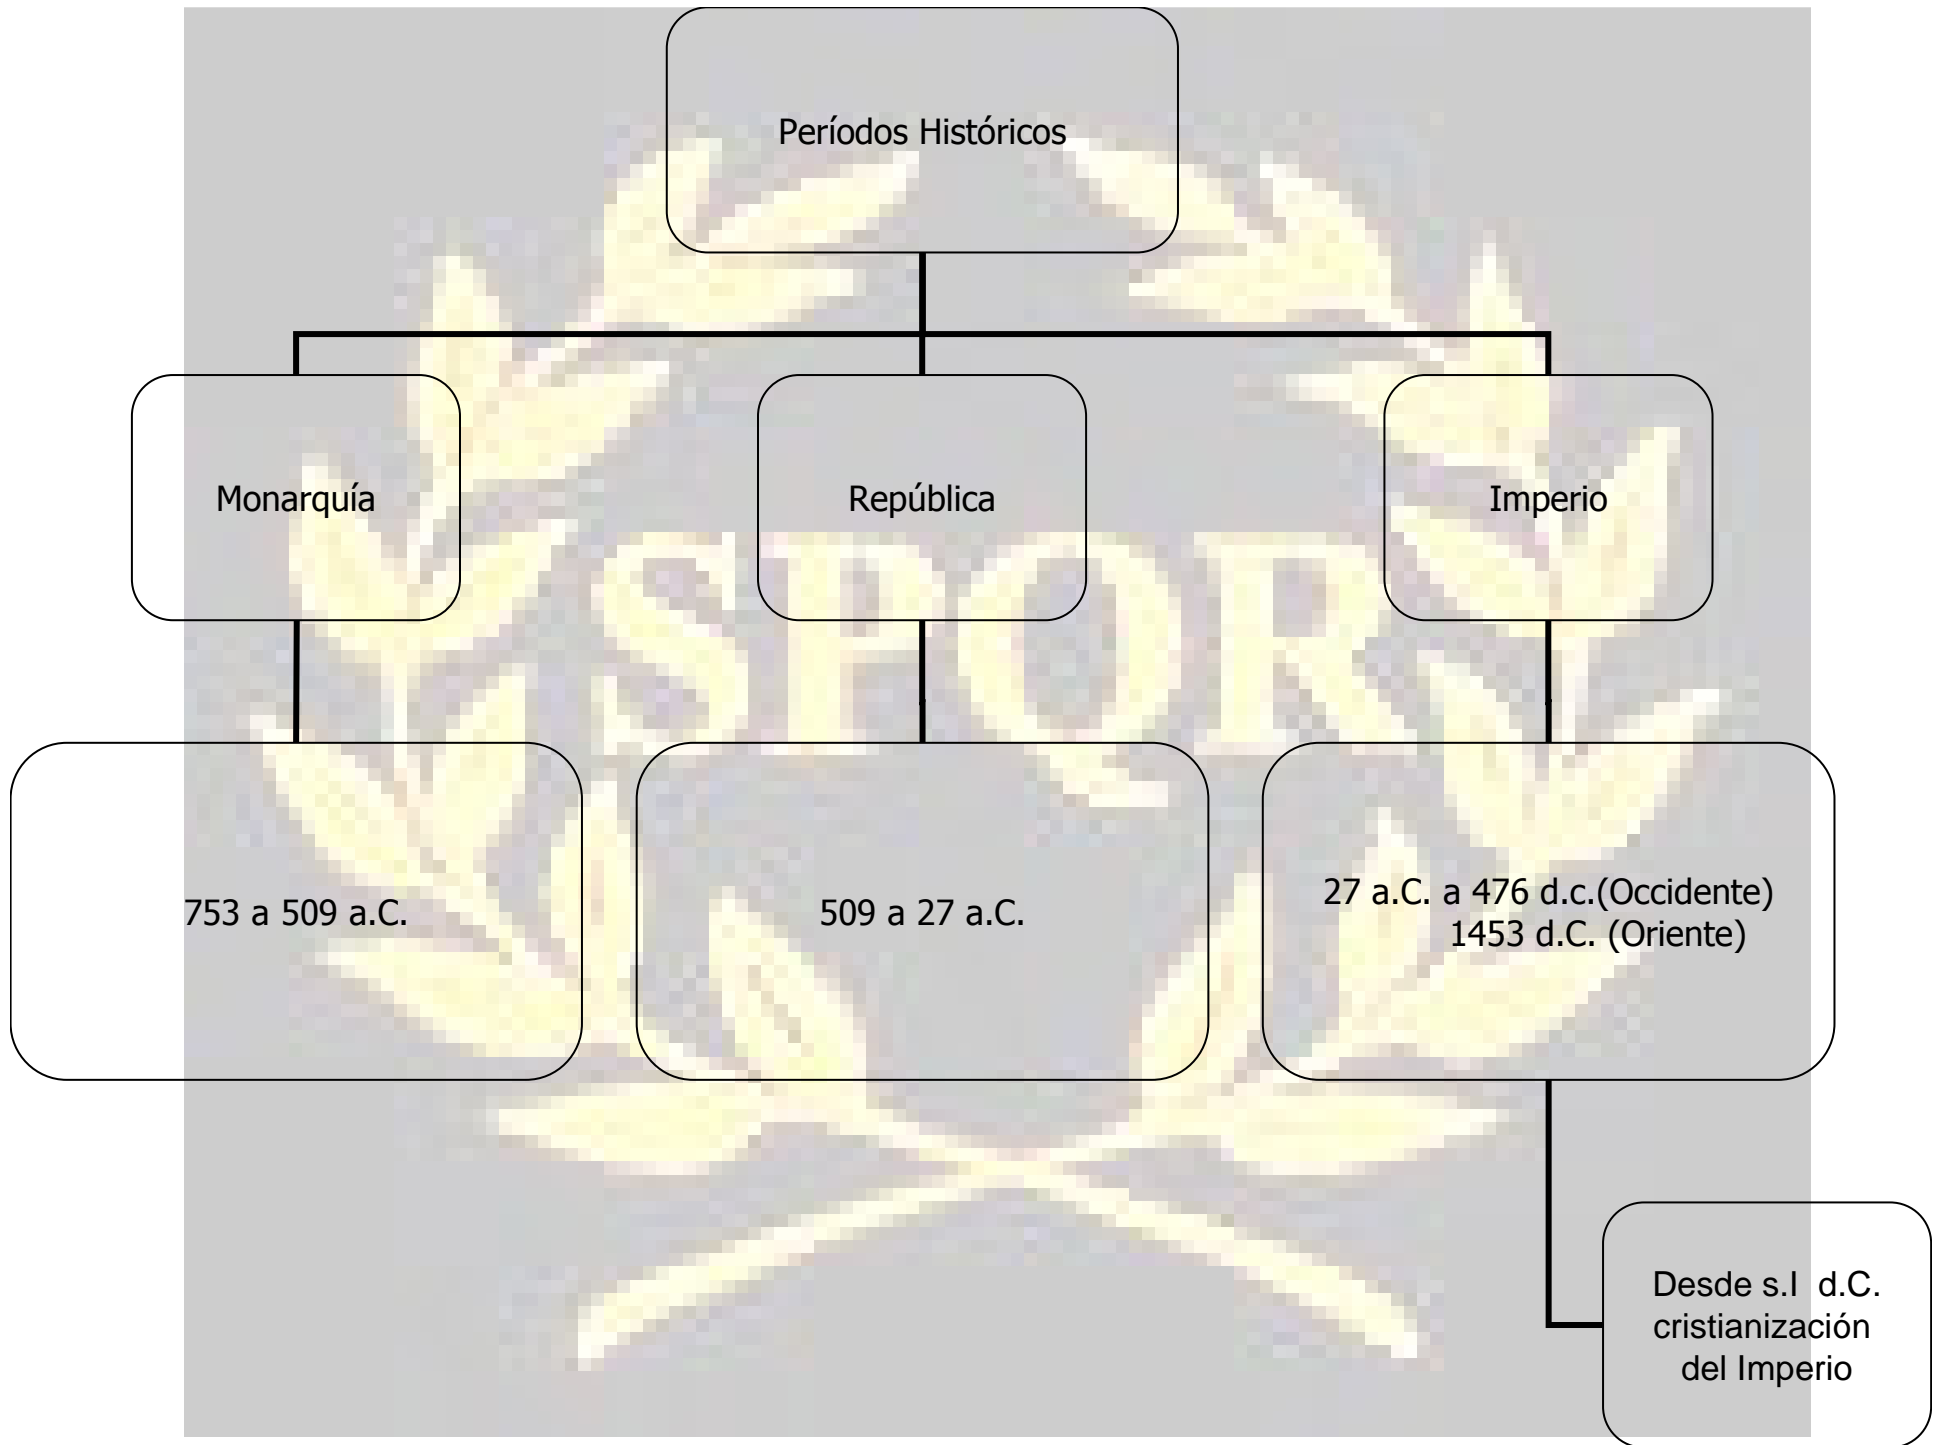 Períodos Históricos
Monarquía
República
Imperio
SPQR
753 a 509 a.C.
509 a 27 a.C.
27 a.C. a 476 d.c.(Occidente)
1453 d.C. (Oriente)
Desde s.I  d.C.
cristianización
del Imperio